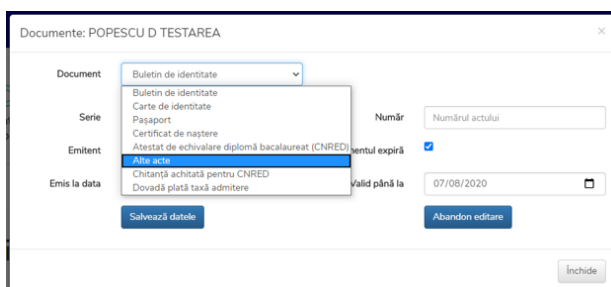 Documente: POPESCU D TESTAREA ×
Document Buletin de identitate
Buletin de identitate
Carte de identitate
Serie Pașaport Număr Numărul actului
Certificat de naștere
Emitent Atestat de echivalare diplomă bacalaureat (CNRED) mentul expiră
Alte acte
Chitanță achitată pentru CNRED
Emis la data Dovadă plată taxă admitere Valid până la 07/08/2020
Salvează datele Abandon editare
Închide